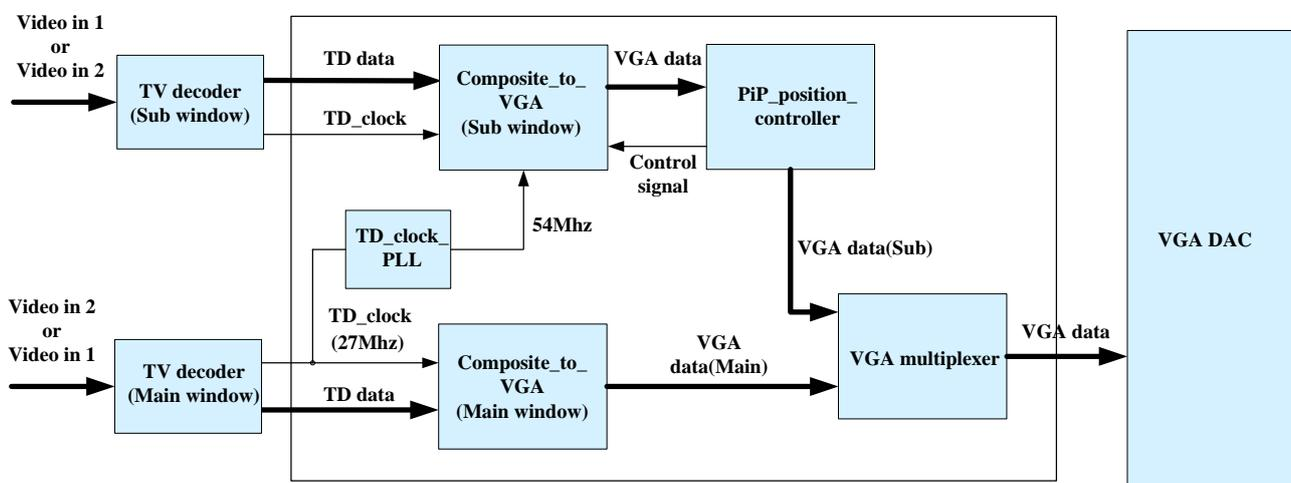 Video in 1
or
Video in 2
TV decoder
(Sub window)
TD data
TD_clock
Composite_to_
VGA
(Sub window)
VGA data
Control
signal
PiP_position_
controller
TD_clock_
PLL
54Mhz
VGA data(Sub)
VGA DAC
Video in 2
or
Video in 1
TV decoder
(Main window)
TD_clock
(27Mhz)
TD data
Composite_to_
VGA
(Main window)
VGA
data(Main)
VGA multiplexer
VGA data